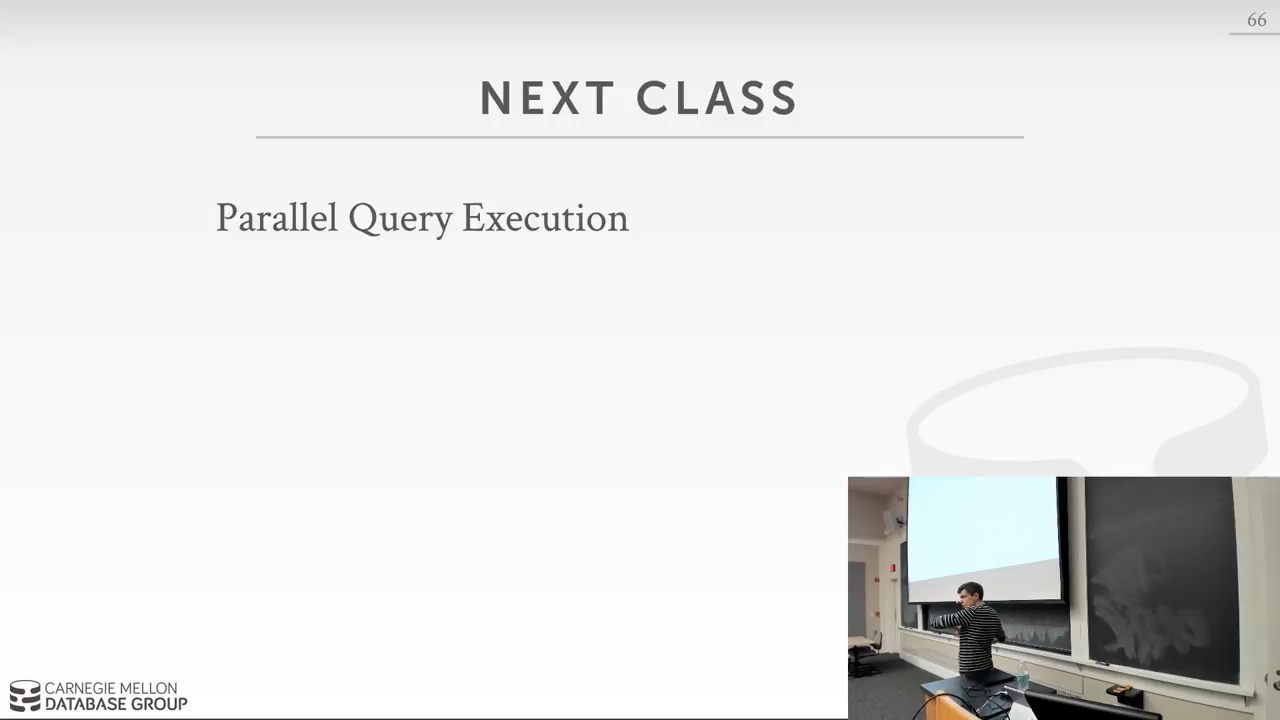 66
NEXT CLASS
Parallel Query Execution
CARNEGIE MELLON
DATABASE GROUP